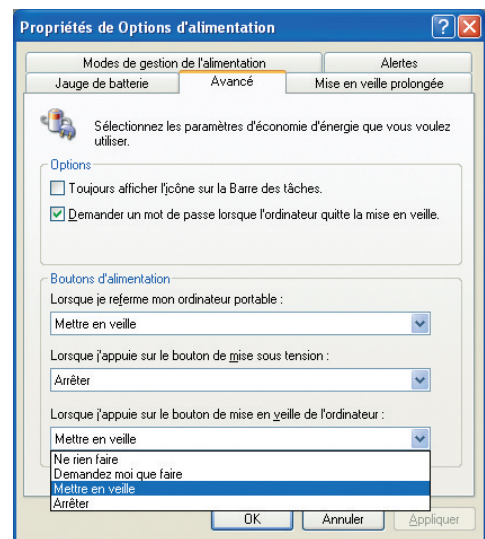 Propriétés de Options d'alimentation
Modes de gestion de l'alimentation
Alertes
Jauge de batterie
Avancé
Mise en veille prolongée
Sélectionnez les paramètres d'économie d'énergie que vous voulez
utiliser.
Options
Toujours afficher l'icône sur la Barre des tâches.
Demander un mot de passe lorsque l'ordinateur quitte la mise en veille.
Boutons d'alimentation
Lorsque je referme mon ordinateur portable :
Mettre en veille
Lorsque j'appuie sur le bouton de mise sous tension :
Arrêter
Lorsque j'appuie sur le bouton de mise en veille de l'ordinateur :
Mettre en veille
Ne rien faire
Demandez moi que faire
Mettre en veille
Arrêter
OK
Annuler
Appliquer